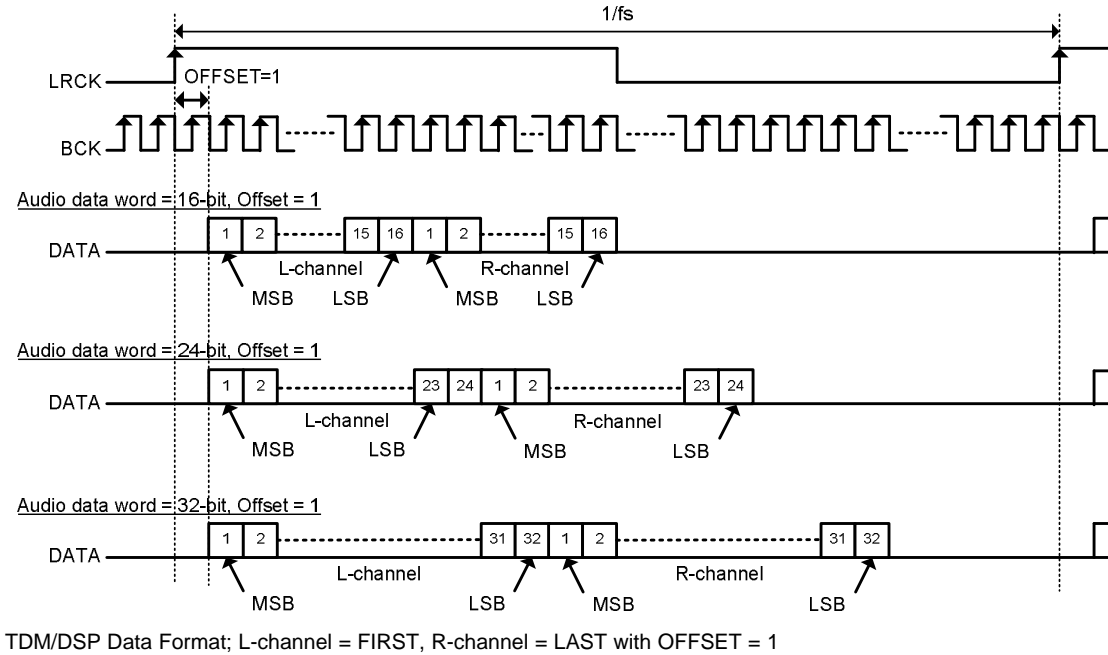 1/fs
LRCK
OFFSET=1
BCK
Audio data word = 16-bit, Offset = 1
DATA
1 2 15 16 1 2 15 16
L-channel R-channel
MSB LSB MSB LSB
Audio data word = 24-bit, Offset = 1
DATA
1 2 23 24 1 2 23 24
L-channel R-channel
MSB LSB MSB LSB
Audio data word = 32-bit, Offset = 1
DATA
1 2 31 32 1 2 31 32
L-channel R-channel
MSB LSB MSB LSB
TDM/DSP Data Format; L-channel = FIRST, R-channel = LAST with OFFSET = 1